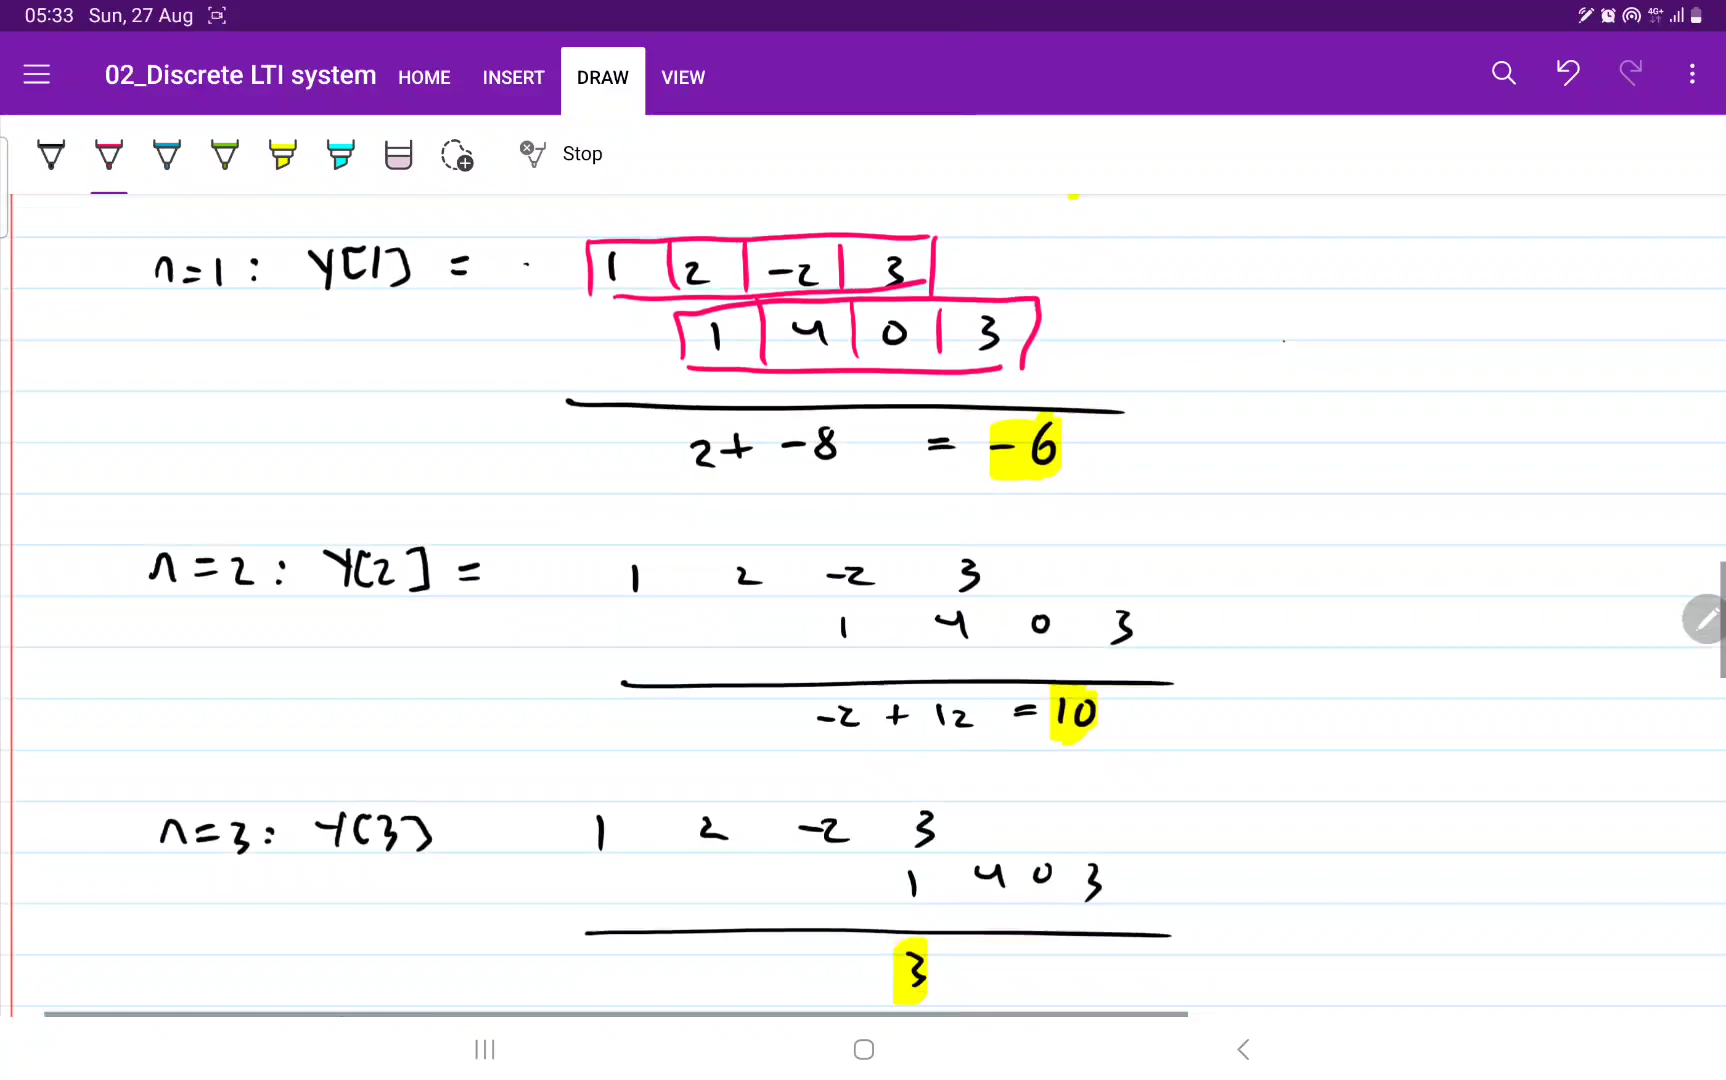 05:33 Sun, 27 Aug 4G+
02_Discrete LTI system HOME INSERT DRAW VIEW
Stop
n=1 : Y[1] = 1 2 -2 3
1 4 0 3
2 + -8 = -6
n=2 : Y[2] = 1 2 -2 3
1 4 0 3
-2 + 12 = 10
n=3 : Y[3] 1 2 -2 3
1 4 0 3
3